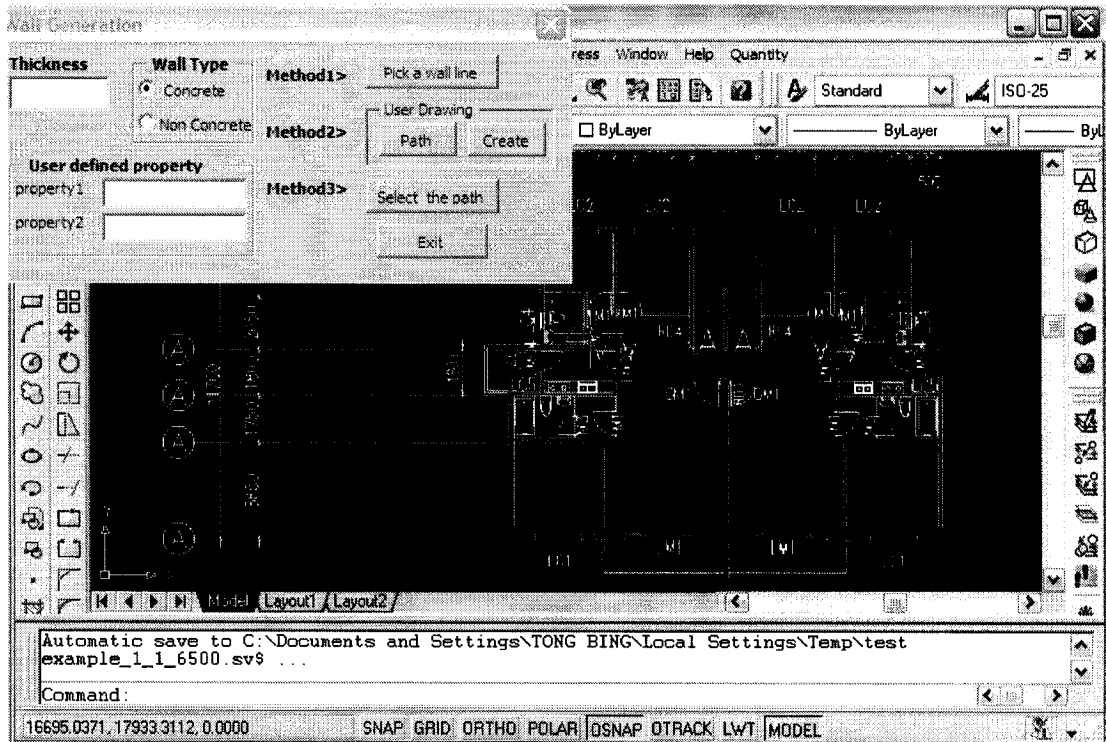 Wall Generation
Thickness
Wall Type
Concrete
Non Concrete
User defined property
property1
property2
Method1>
Pick a wall line
User Drawing
Method2>
Path
Create
Method3>
Select the path
Exit
ress Window Help Quantity
Standard
ISO-25
ByLayer
ByLayer
ByL
A
A
A
A
Model Layout1 Layout2
Automatic save to C:\Documents and Settings\TONG BING\Local Settings\Temp\test
example_1_1_6500.sv$ ...
Command:
16695.0371, 17933.3112, 0.0000
SNAP GRID ORTHO POLAR OSNAP OTRACK LWT MODEL